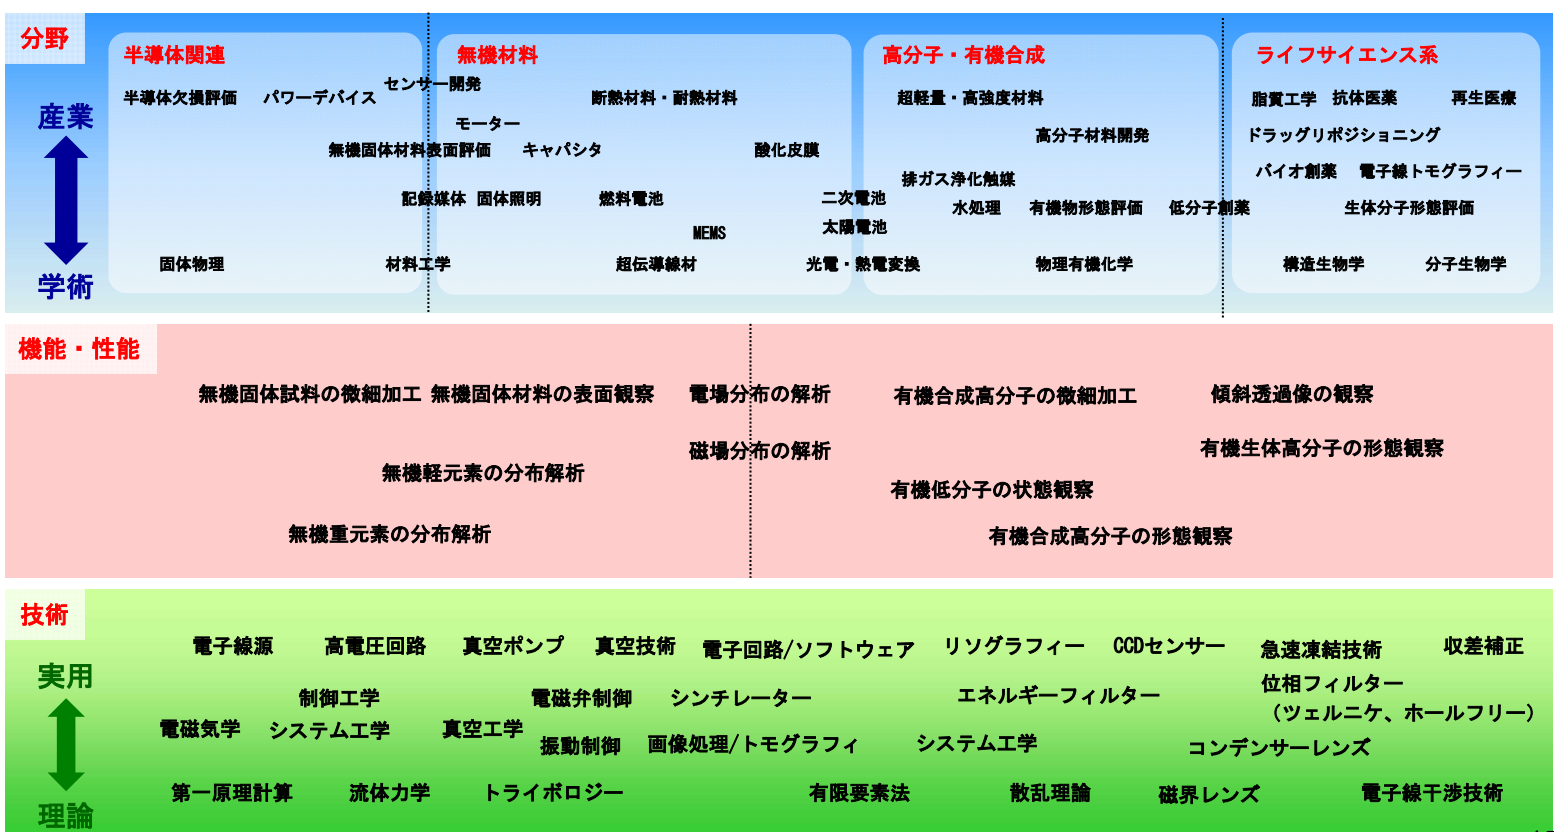 分野
半導体関連
無機材料
高分子・有機合成
ライフサイエンス系
産業
学術
センサー開発
半導体欠損評価
パワーデバイス
断熱材料・耐熱材料
超軽量・高強度材料
脂質工学
抗体医薬
再生医療
モーター
高分子材料開発
ドラッグリポジショニング
無機固体材料表面評価
キャパシタ
酸化皮膜
排ガス浄化触媒
バイオ創薬
電子線トモグラフィー
記録媒体
固体照明
燃料電池
二次電池
水処理
有機物形態評価
低分子創薬
生体分子形態評価
MEMS
太陽電池
固体物理
材料工学
超伝導線材
光電・熱電変換
物理有機化学
構造生物学
分子生物学
機能・性能
無機固体試料の微細加工
無機固体材料の表面観察
電場分布の解析
有機合成高分子の微細加工
傾斜透過像の観察
磁場分布の解析
有機生体高分子の形態観察
無機軽元素の分布解析
有機低分子の状態観察
無機重元素の分布解析
有機合成高分子の形態観察
技術
実用
理論
電子線源
高電圧回路
真空ポンプ
真空技術
電子回路/ソフトウェア
リソグラフィー
CCDセンサー
急速凍結技術
収差補正
制御工学
電磁弁制御
シンチレーター
エネルギーフィルター
位相フィルター
（ツェルニケ、ホールフリー）
電磁気学
システム工学
真空工学
振動制御
画像処理/トモグラフィ
システム工学
コンデンサーレンズ
第一原理計算
流体力学
トライボロジー
有限要素法
散乱理論
磁界レンズ
電子線干渉技術